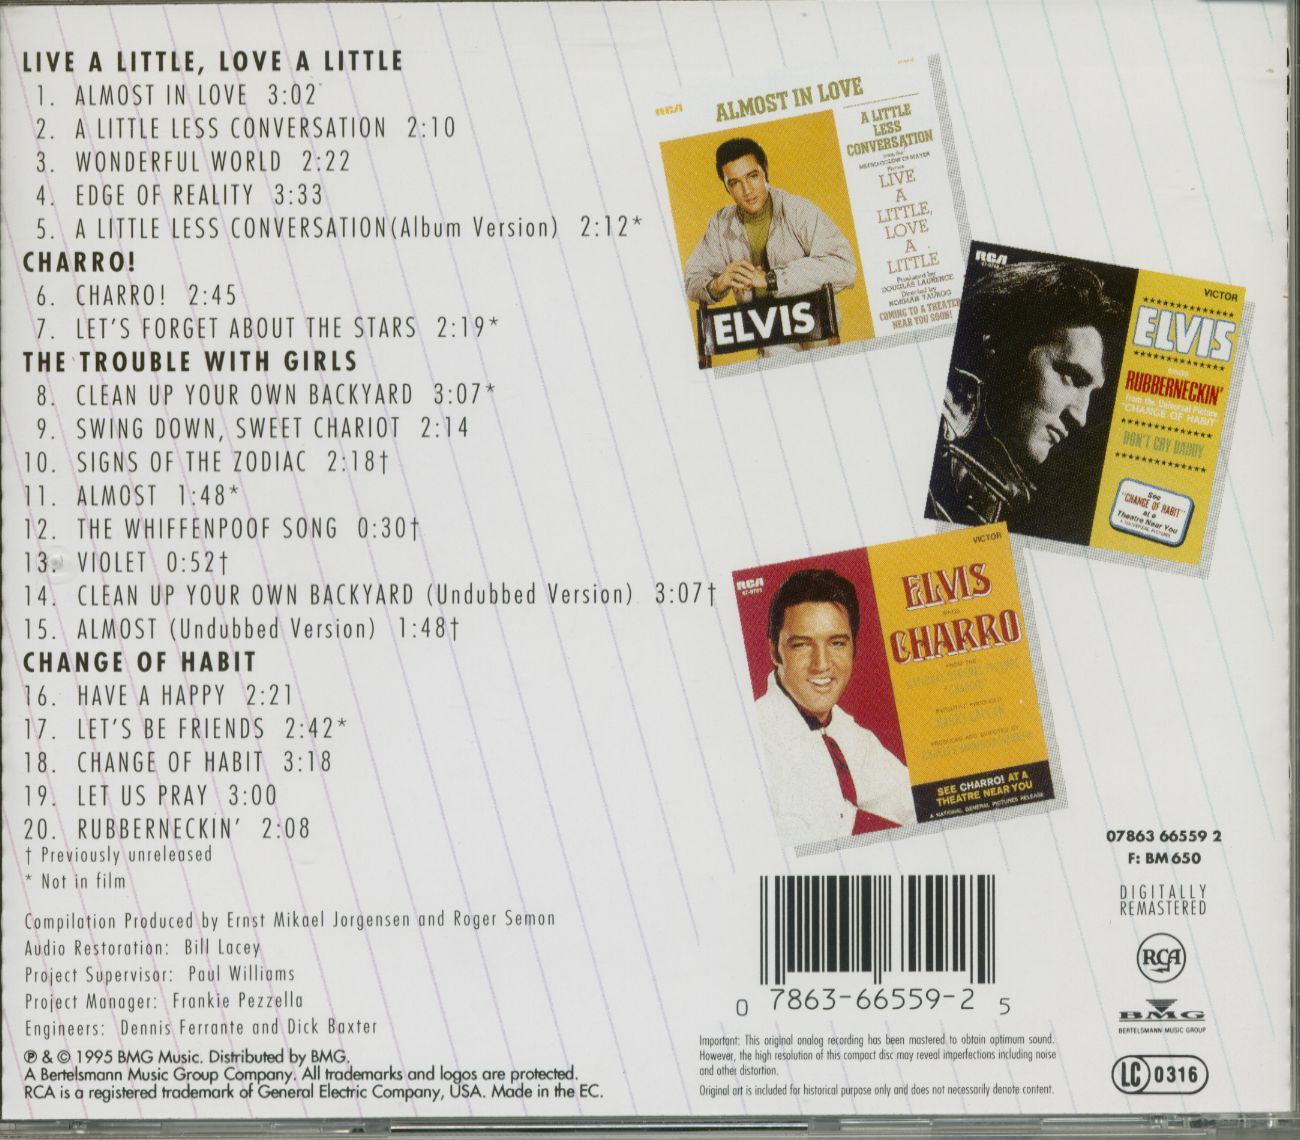 LIVE A LITTLE, LOVE A LITTLE
1. ALMOST IN LOVE 3:02
2. A LITTLE LESS CONVERSATION 2:10
3. WONDERFUL WORLD 2:22
4. EDGE OF REALITY 3:33
5. A LITTLE LESS CONVERSATION(Album Version) 2:12*
CHARRO!
6. CHARRO! 2:45
7. LET'S FORGET ABOUT THE STARS 2:19*
THE TROUBLE WITH GIRLS
8. CLEAN UP YOUR OWN BACKYARD 3:07*
9. SWING DOWN, SWEET CHARIOT 2:14
10. SIGNS OF THE ZODIAC 2:18†
11. ALMOST 1:48*
12. THE WHIFFENPOOF SONG 0:30†
13. VIOLET 0:52†
14. CLEAN UP YOUR OWN BACKYARD (Undubbed Version) 3:07†
15. ALMOST (Undubbed Version) 1:48†
CHANGE OF HABIT
16. HAVE A HAPPY 2:21
17. LET'S BE FRIENDS 2:42*
18. CHANGE OF HABIT 3:18
19. LET US PRAY 3:00
20. RUBBERNECKIN' 2:08
† Previously unreleased
* Not in film
Compilation Produced by Ernst Mikael Jorgensen and Roger Semon
Audio Restoration: Bill Lacey
Project Supervisor: Paul Williams
Project Manager: Frankie Pezzella
Engineers: Dennis Ferrante and Dick Baxter
℗ & © 1995 BMG Music. Distributed by BMG.
A Bertelsmann Music Group Company. All trademarks and logos are protected.
RCA is a registered trademark of General Electric Company, USA. Made in the EC.
RCA
ALMOST IN LOVE
A LITTLE
LESS
CONVERSATION
METRO-GOLDWYN-MAYER
LIVE
A
LITTLE,
LOVE
A
LITTLE
Produced by
DOUGLAS LAURENCE
Directed by
NORMAN TAUROG
COMING TO A THEATER
NEAR YOU SOON!
ELVIS
RCA
VICTOR
ELVIS
SINGS
RUBBERNECKIN'
from the Universal Picture
"CHANGE OF HABIT"
DON'T CRY DADDY
See
"CHANGE OF HABIT"
at a
Theatre Near You
A UNIVERSAL PICTURE
RCA
47-9731
VICTOR
ELVIS
SINGS
CHARRO
FROM THE
NATIONAL GENERAL PICTURE
"CHARRO"
SEE CHARRO! AT A
THEATRE NEAR YOU
A NATIONAL GENERAL PICTURES RELEASE
07863 66559 2
F: BM 650
DIGITALLY
REMASTERED
RCA
BMG
BERTELSMANN MUSIC GROUP
LC 0316
0 7863-66559-2 5
Important: This original analog recording has been mastered to obtain optimum sound.
However, the high resolution of this compact disc may reveal imperfections including noise
and other distortion.
Original art is included for historical purpose only and does not necessarily denote content.